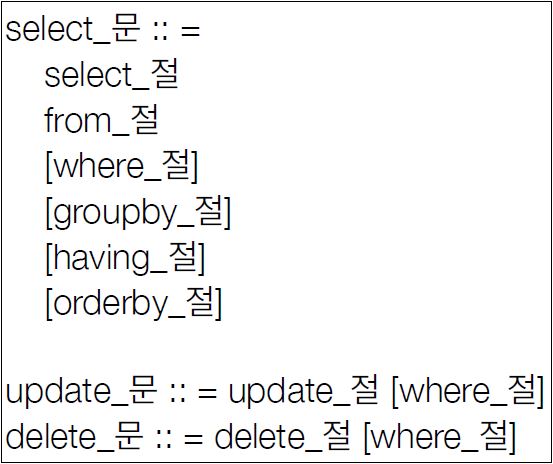 select_문 :: =
select_절
from_절
[where_절]
[groupby_절]
[having_절]
[orderby_절]
update_문 :: = update_절 [where_절]
delete_문 :: = delete_절 [where_절]